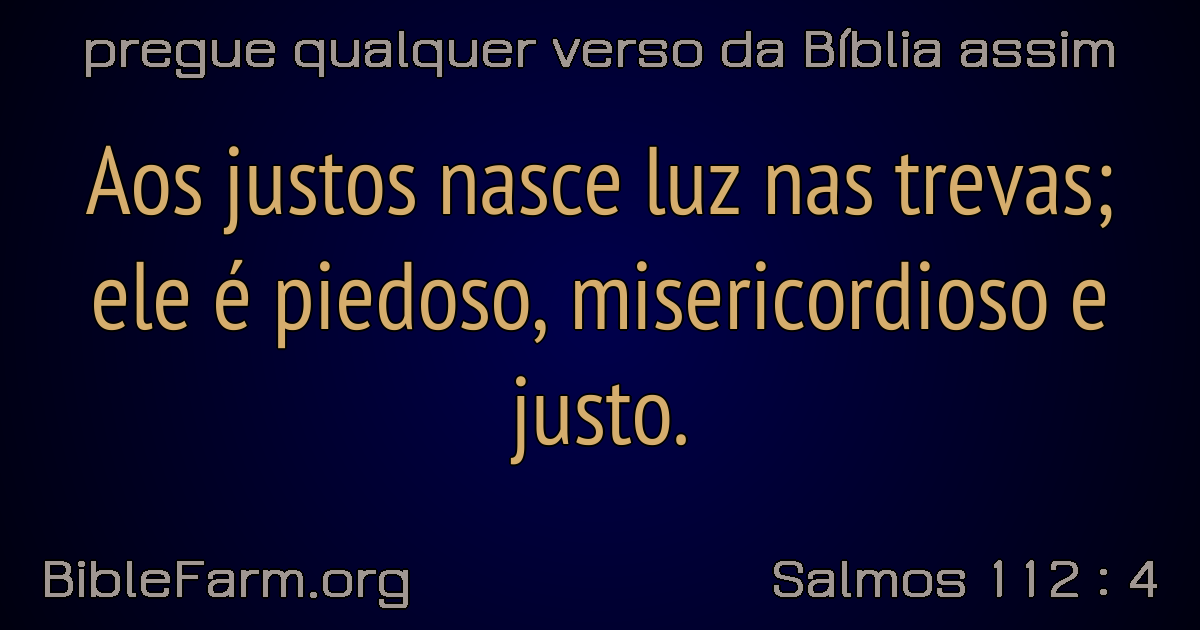 pregue qualquer verso da Bíblia assim
Aos justos nasce luz nas trevas;
ele é piedoso, misericordioso e
justo.
BibleFarm.org
Salmos 112 : 4